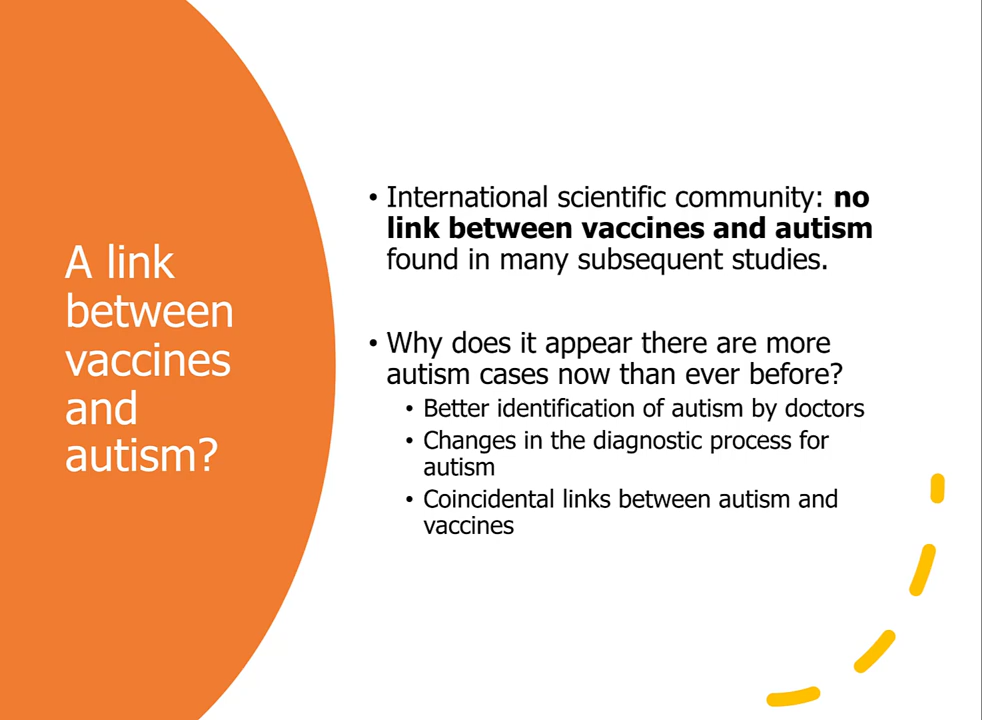 A link
between
vaccines
and
autism?
• International scientific community: no
link between vaccines and autism
found in many subsequent studies.
• Why does it appear there are more
autism cases now than ever before?
• Better identification of autism by doctors
• Changes in the diagnostic process for
autism
• Coincidental links between autism and
vaccines